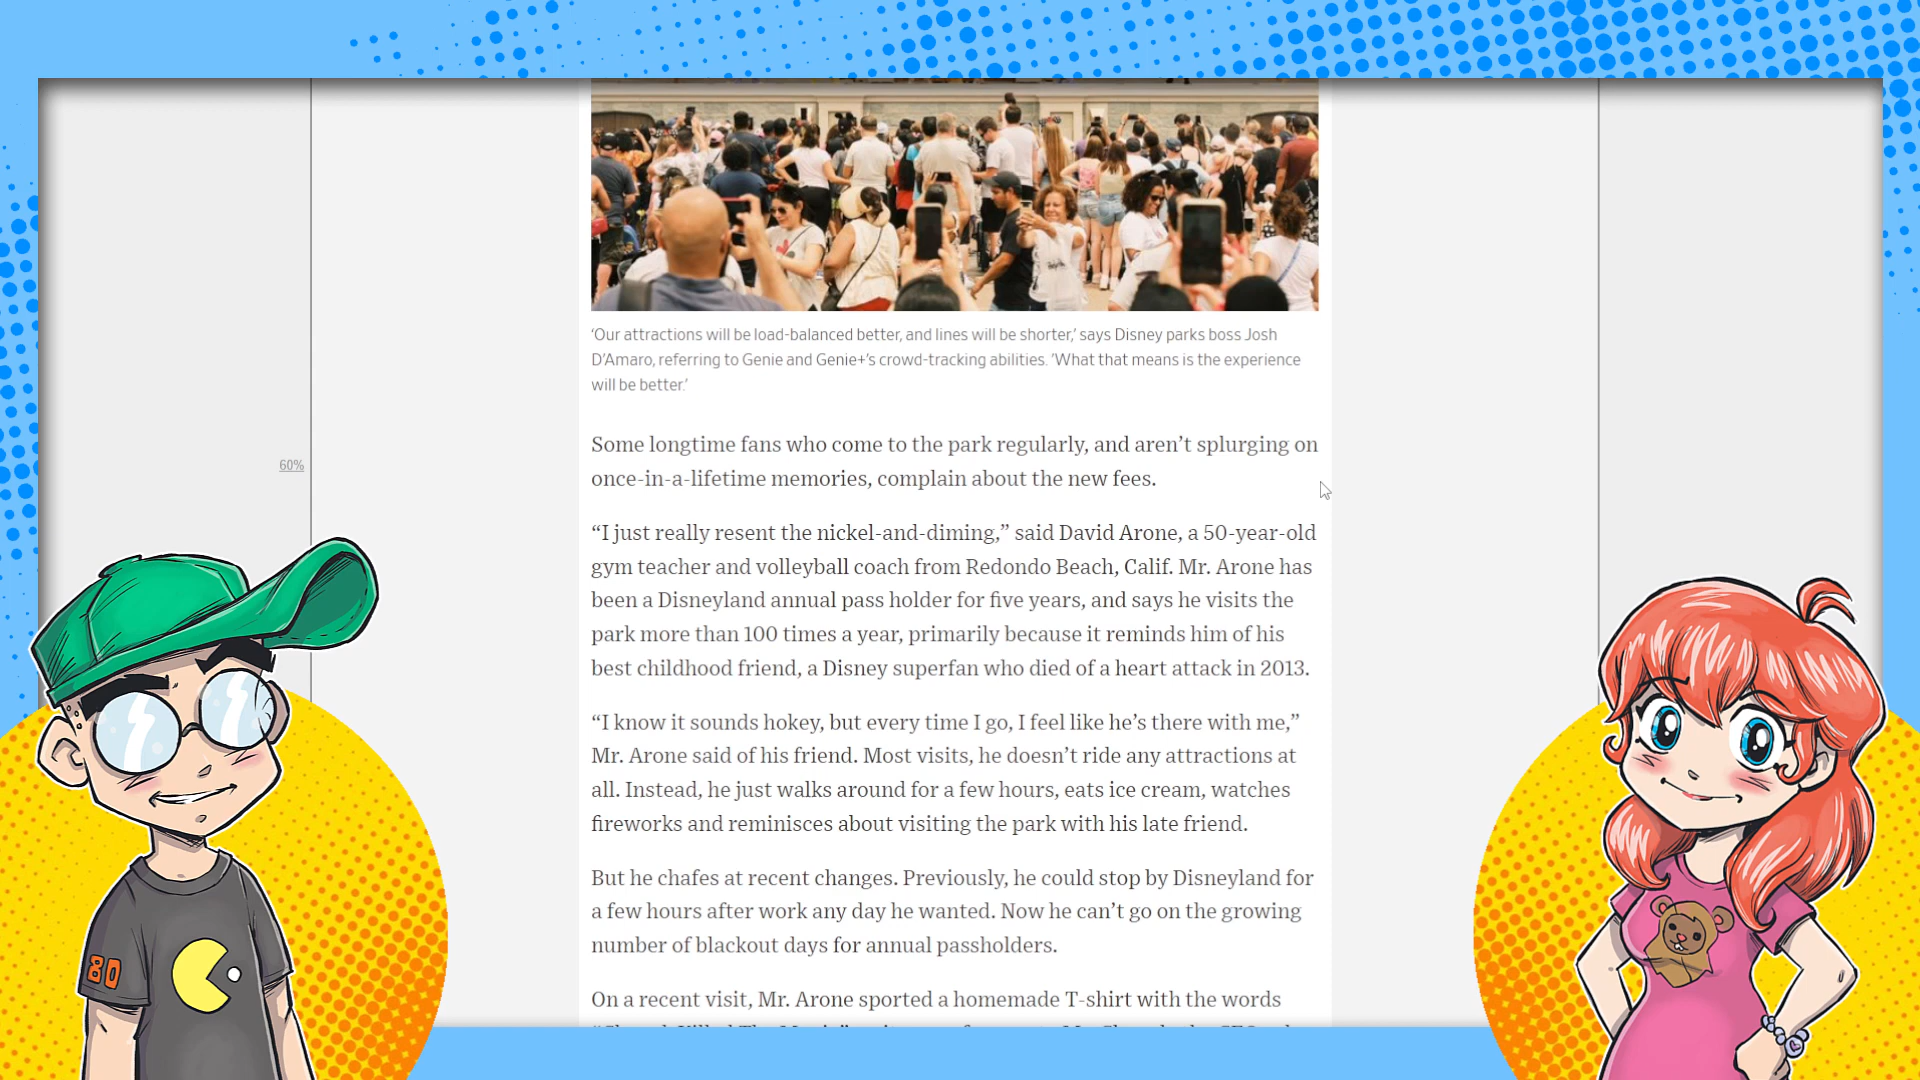 ‘Our attractions will be load-balanced better, and lines will be shorter,’ says Disney parks boss Josh
D’Amaro, referring to Genie and Genie+’s crowd-tracking abilities. ‘What that means is the experience
will be better.’
Some longtime fans who come to the park regularly, and aren’t splurging on
once-in-a-lifetime memories, complain about the new fees.
60%
“I just really resent the nickel-and-diming,” said David Arone, a 50-year-old
gym teacher and volleyball coach from Redondo Beach, Calif. Mr. Arone has
been a Disneyland annual pass holder for five years, and says he visits the
park more than 100 times a year, primarily because it reminds him of his
best childhood friend, a Disney superfan who died of a heart attack in 2013.
“I know it sounds hokey, but every time I go, I feel like he’s there with me,”
Mr. Arone said of his friend. Most visits, he doesn’t ride any attractions at
all. Instead, he just walks around for a few hours, eats ice cream, watches
fireworks and reminisces about visiting the park with his late friend.
But he chafes at recent changes. Previously, he could stop by Disneyland for
a few hours after work any day he wanted. Now he can’t go on the growing
number of blackout days for annual passholders.
On a recent visit, Mr. Arone sported a homemade T-shirt with the words
80